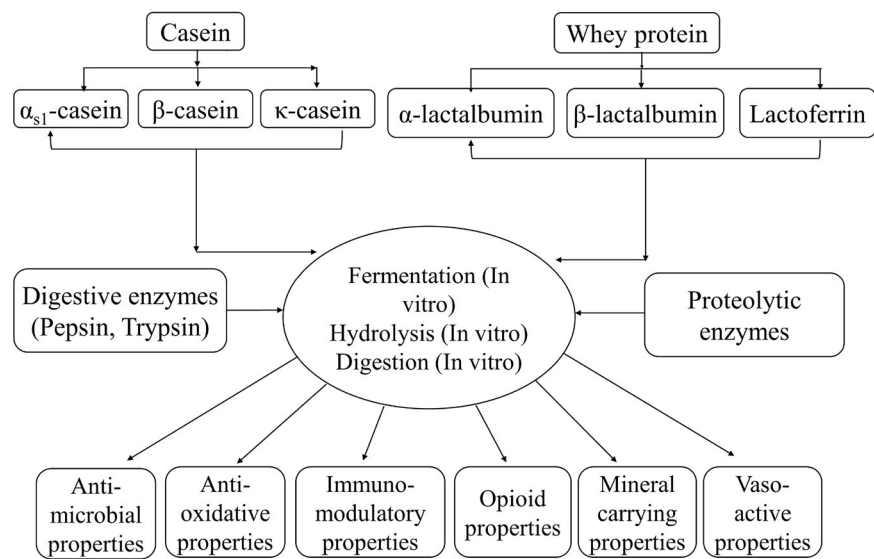 Casein
Whey protein
αs1-casein
β-casein
κ-casein
α-lactalbumin
β-lactalbumin
Lactoferrin
Fermentation (In
vitro)
Hydrolysis (In vitro)
Digestion (In vitro)
Digestive enzymes
(Pepsin, Trypsin)
Proteolytic
enzymes
Anti-
microbial
properties
Anti-
oxidative
properties
Immuno-
modulatory
properties
Opioid
properties
Mineral
carrying
properties
Vaso-
active
properties